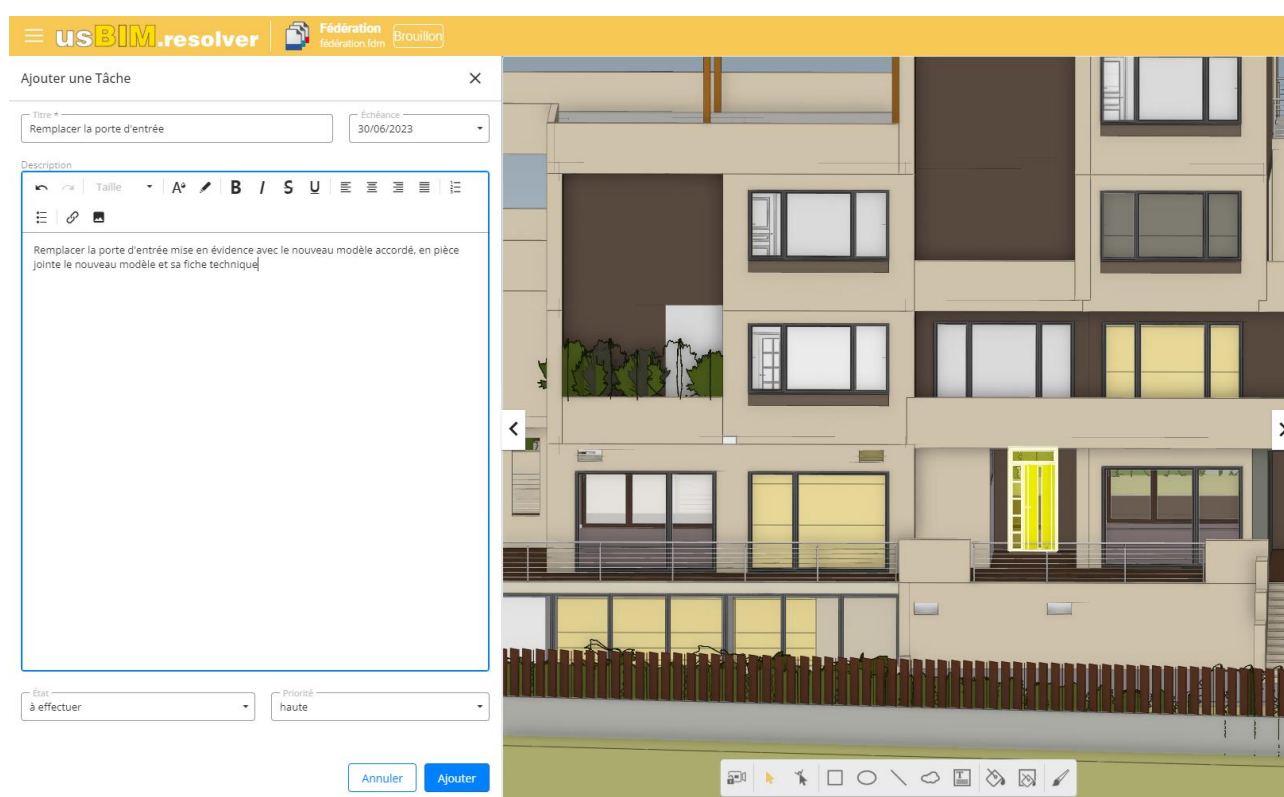 usBIM.resolver
Fédération
fédération.fdm
Brouillon
Ajouter une Tâche
Titre *
Remplacer la porte d'entrée
Échéance
30/06/2023
Description
Taille
Remplacer la porte d'entrée mise en évidence avec le nouveau modèle accordé, en pièce
jointe le nouveau modèle et sa fiche technique
État
à effectuer
Priorité
haute
Annuler
Ajouter